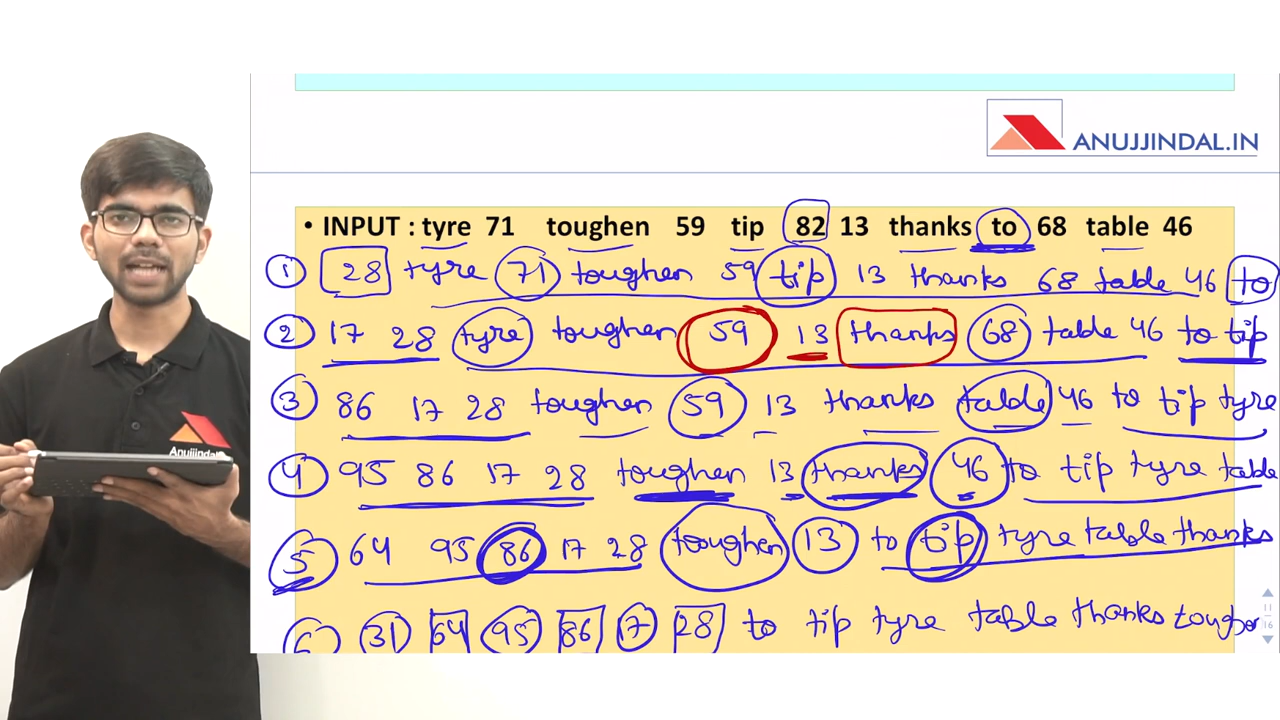 ANUJJINDAL.IN
• INPUT : tyre 71 toughen 59 tip 82 13 thanks to 68 table 46
① 28 tyre 71 toughen 59 tip 13 thanks 68 table 46 to
② 17 28 tyre toughen 59 13 thanks 68 table 46 to tip
③ 86 17 28 toughen 59 13 thanks table 46 to tip tyre
④ 95 86 17 28 toughen 13 thanks 46 to tip tyre table
⑤ 64 95 86 17 28 toughen 13 to tip tyre table thanks
⑥ 31 64 95 86 17 28 to tip tyre table thanks
Anujjindal
11
16